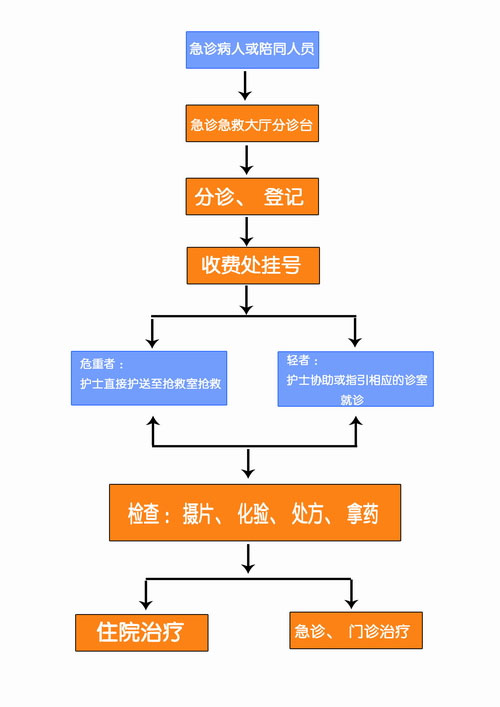 急诊病人或陪同人员
急诊急救大厅分诊台
分诊、 登记
收费处挂号
危重者：
护士直接护送至抢救室抢救
轻者：
护士协助或指引相应的诊室
就诊
检查：摄片、 化验、 处方、 拿药
住院治疗
急诊、 门诊治疗